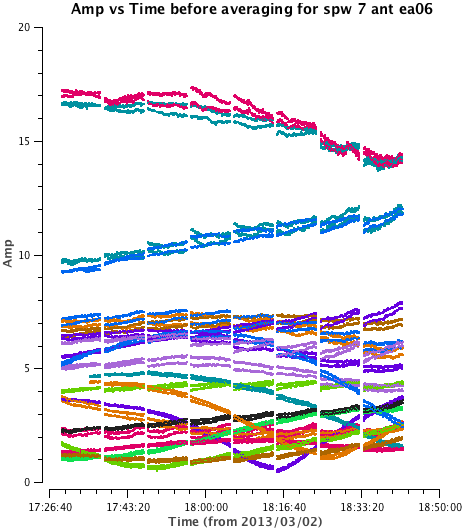 Amp vs Time before averaging for spw 7 ant ea06
20
15
10
5
0
Amp
17:26:40 17:43:20 18:00:00 18:16:40 18:33:20 18:50:00
Time (from 2013/03/02)